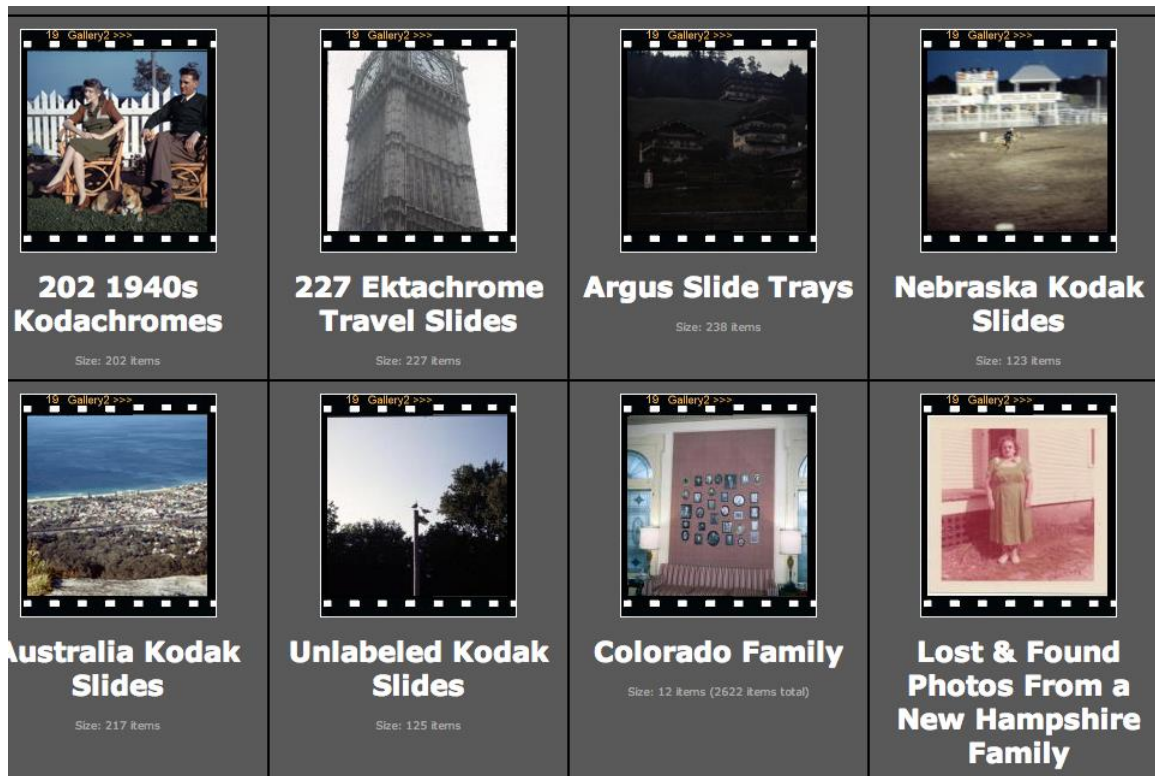 19 Gallery2 >>>
19 Gallery2 >>>
19 Gallery2 >>>
19 Gallery2 >>>
202 1940s
Kodachromes
Size: 202 items
227 Ektachrome
Travel Slides
Size: 227 items
Argus Slide Trays
Size: 238 items
Nebraska Kodak
Slides
Size: 123 items
19 Gallery2 >>>
19 Gallery2 >>>
19 Gallery2 >>>
19 Gallery2 >>>
Australia Kodak
Slides
Size: 217 items
Unlabeled Kodak
Slides
Size: 125 items
Colorado Family
Size: 12 items (2622 items total)
Lost & Found
Photos From a
New Hampshire
Family